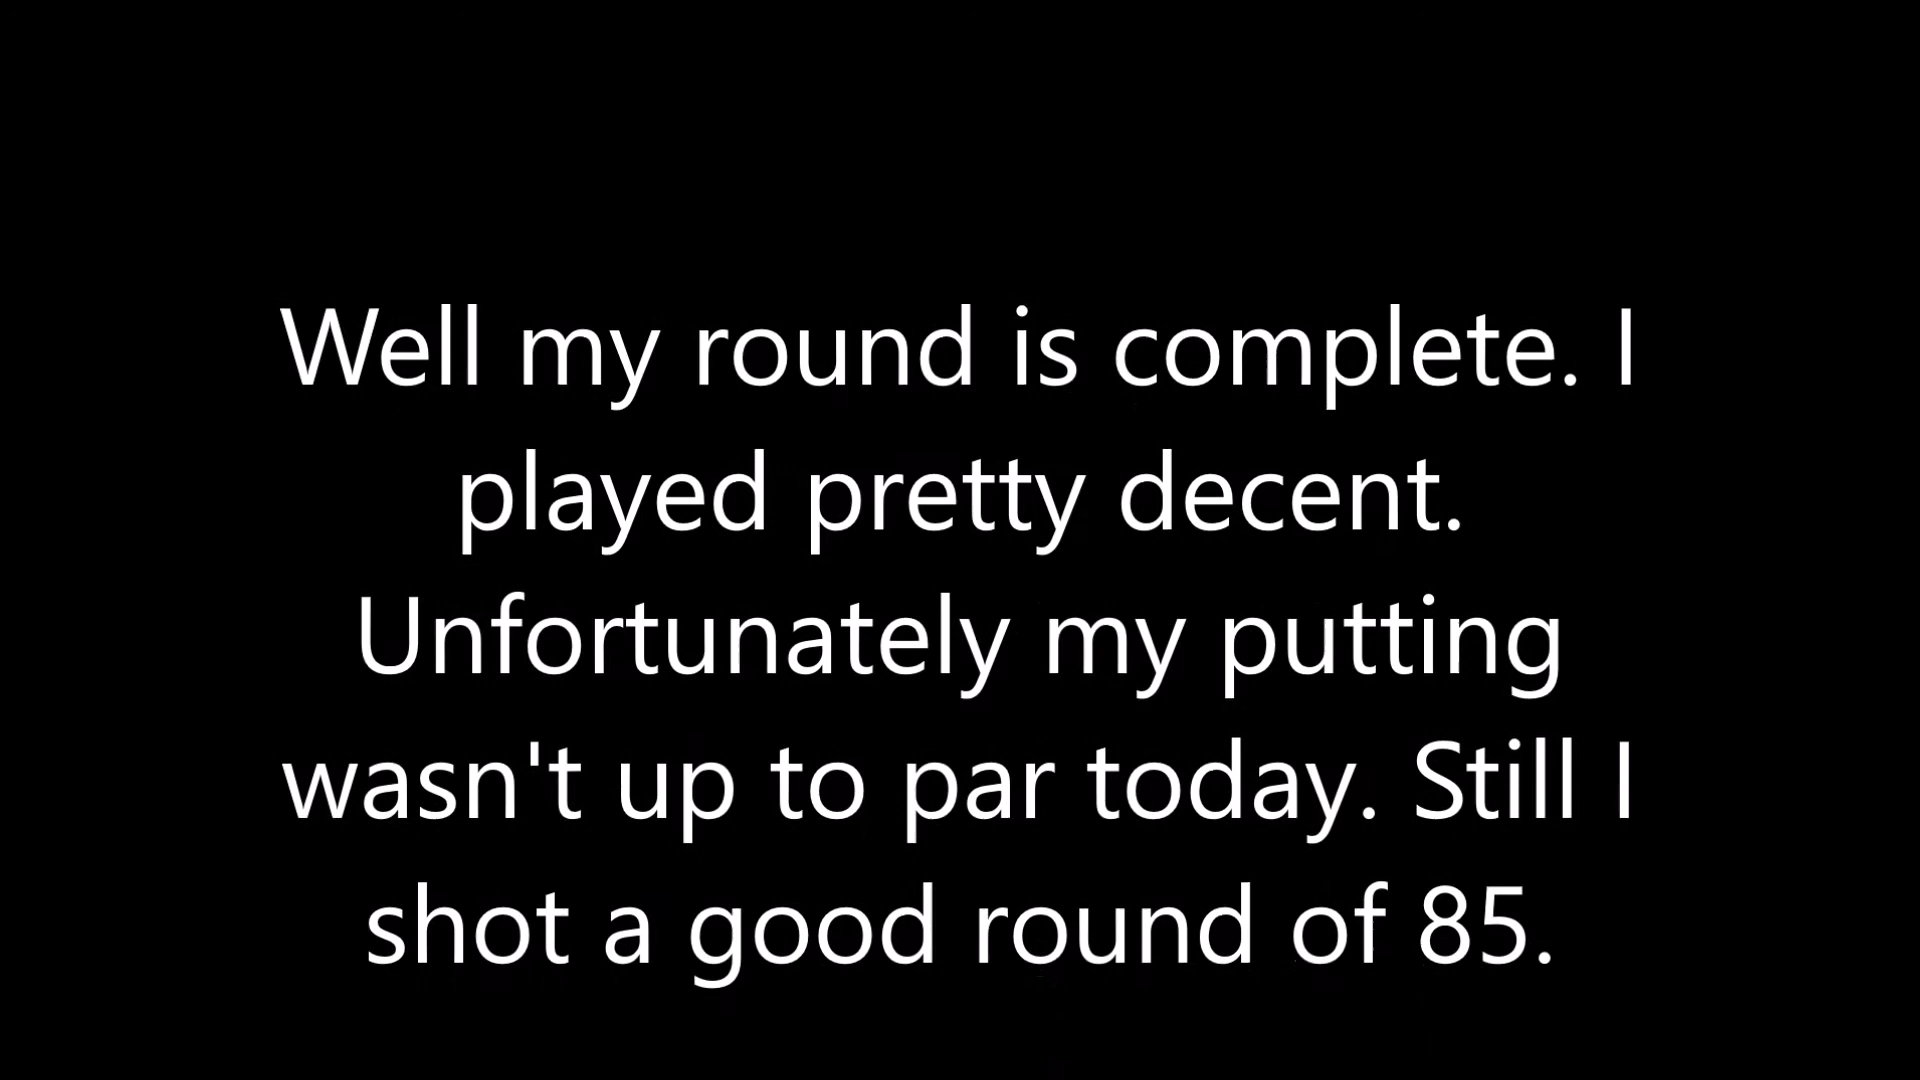 Well my round is complete. I
played pretty decent.
Unfortunately my putting
wasn't up to par today. Still I
shot a good round of 85.